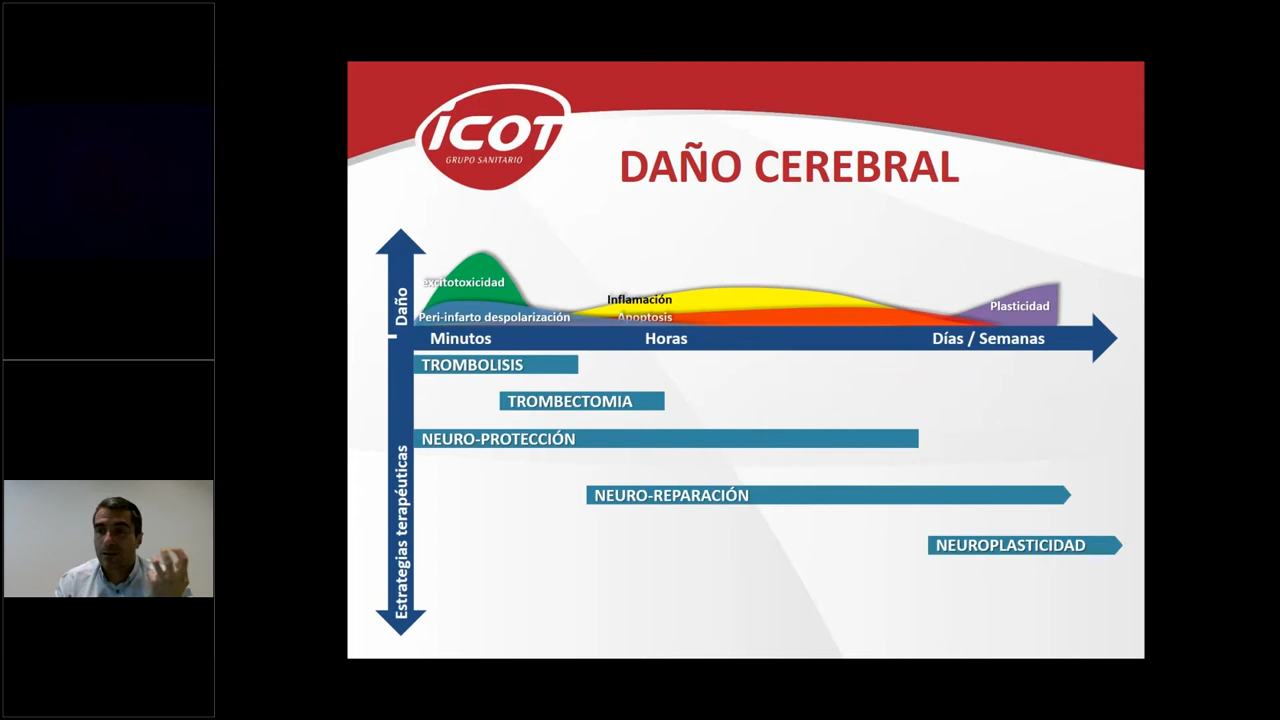 iCOT
GRUPO SANITARIO
DAÑO CEREBRAL
Daño
excitotoxicidad
Peri-infarto despolarización
Inflamación
Apoptosis
Plasticidad
Minutos
Horas
Días / Semanas
Estrategias terapéuticas
TROMBOLISIS
TROMBECTOMIA
NEURO-PROTECCIÓN
NEURO-REPARACIÓN
NEUROPLASTICIDAD